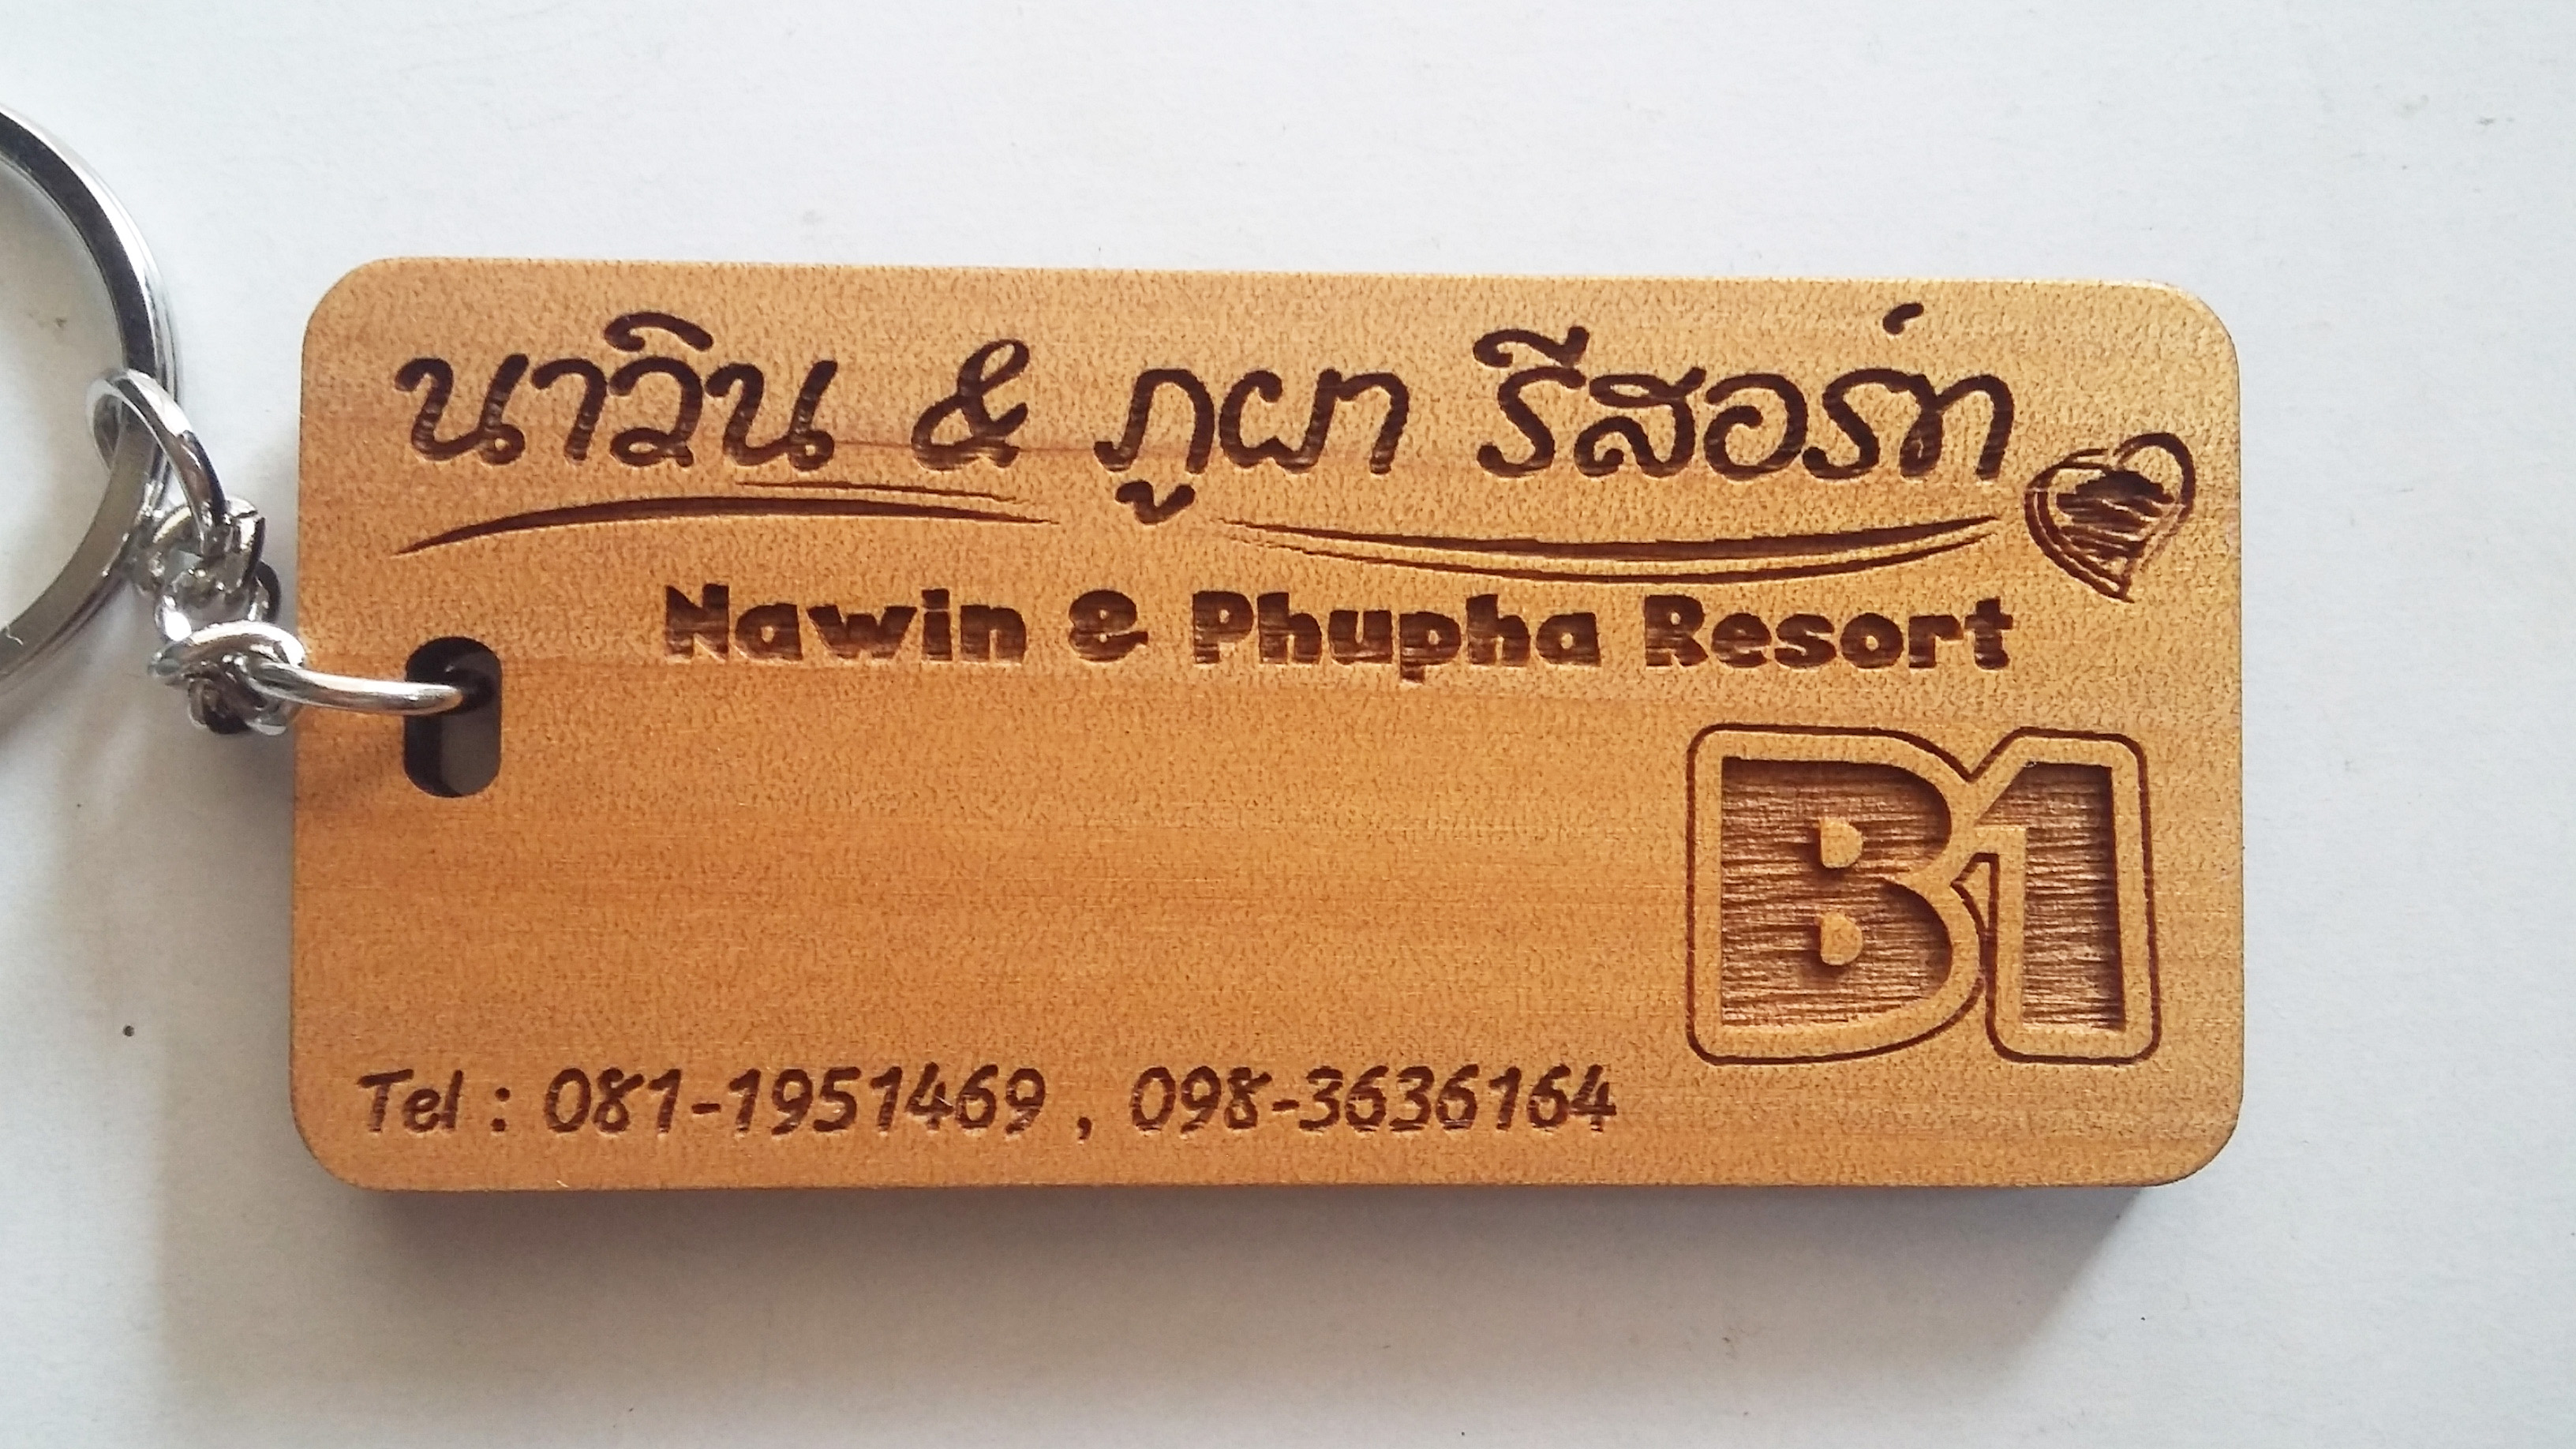 นาวิน & ภูผา รีสอร์ท
Nawin & Phupha Resort
B1
Tel : 081-1951469 , 098-3636164